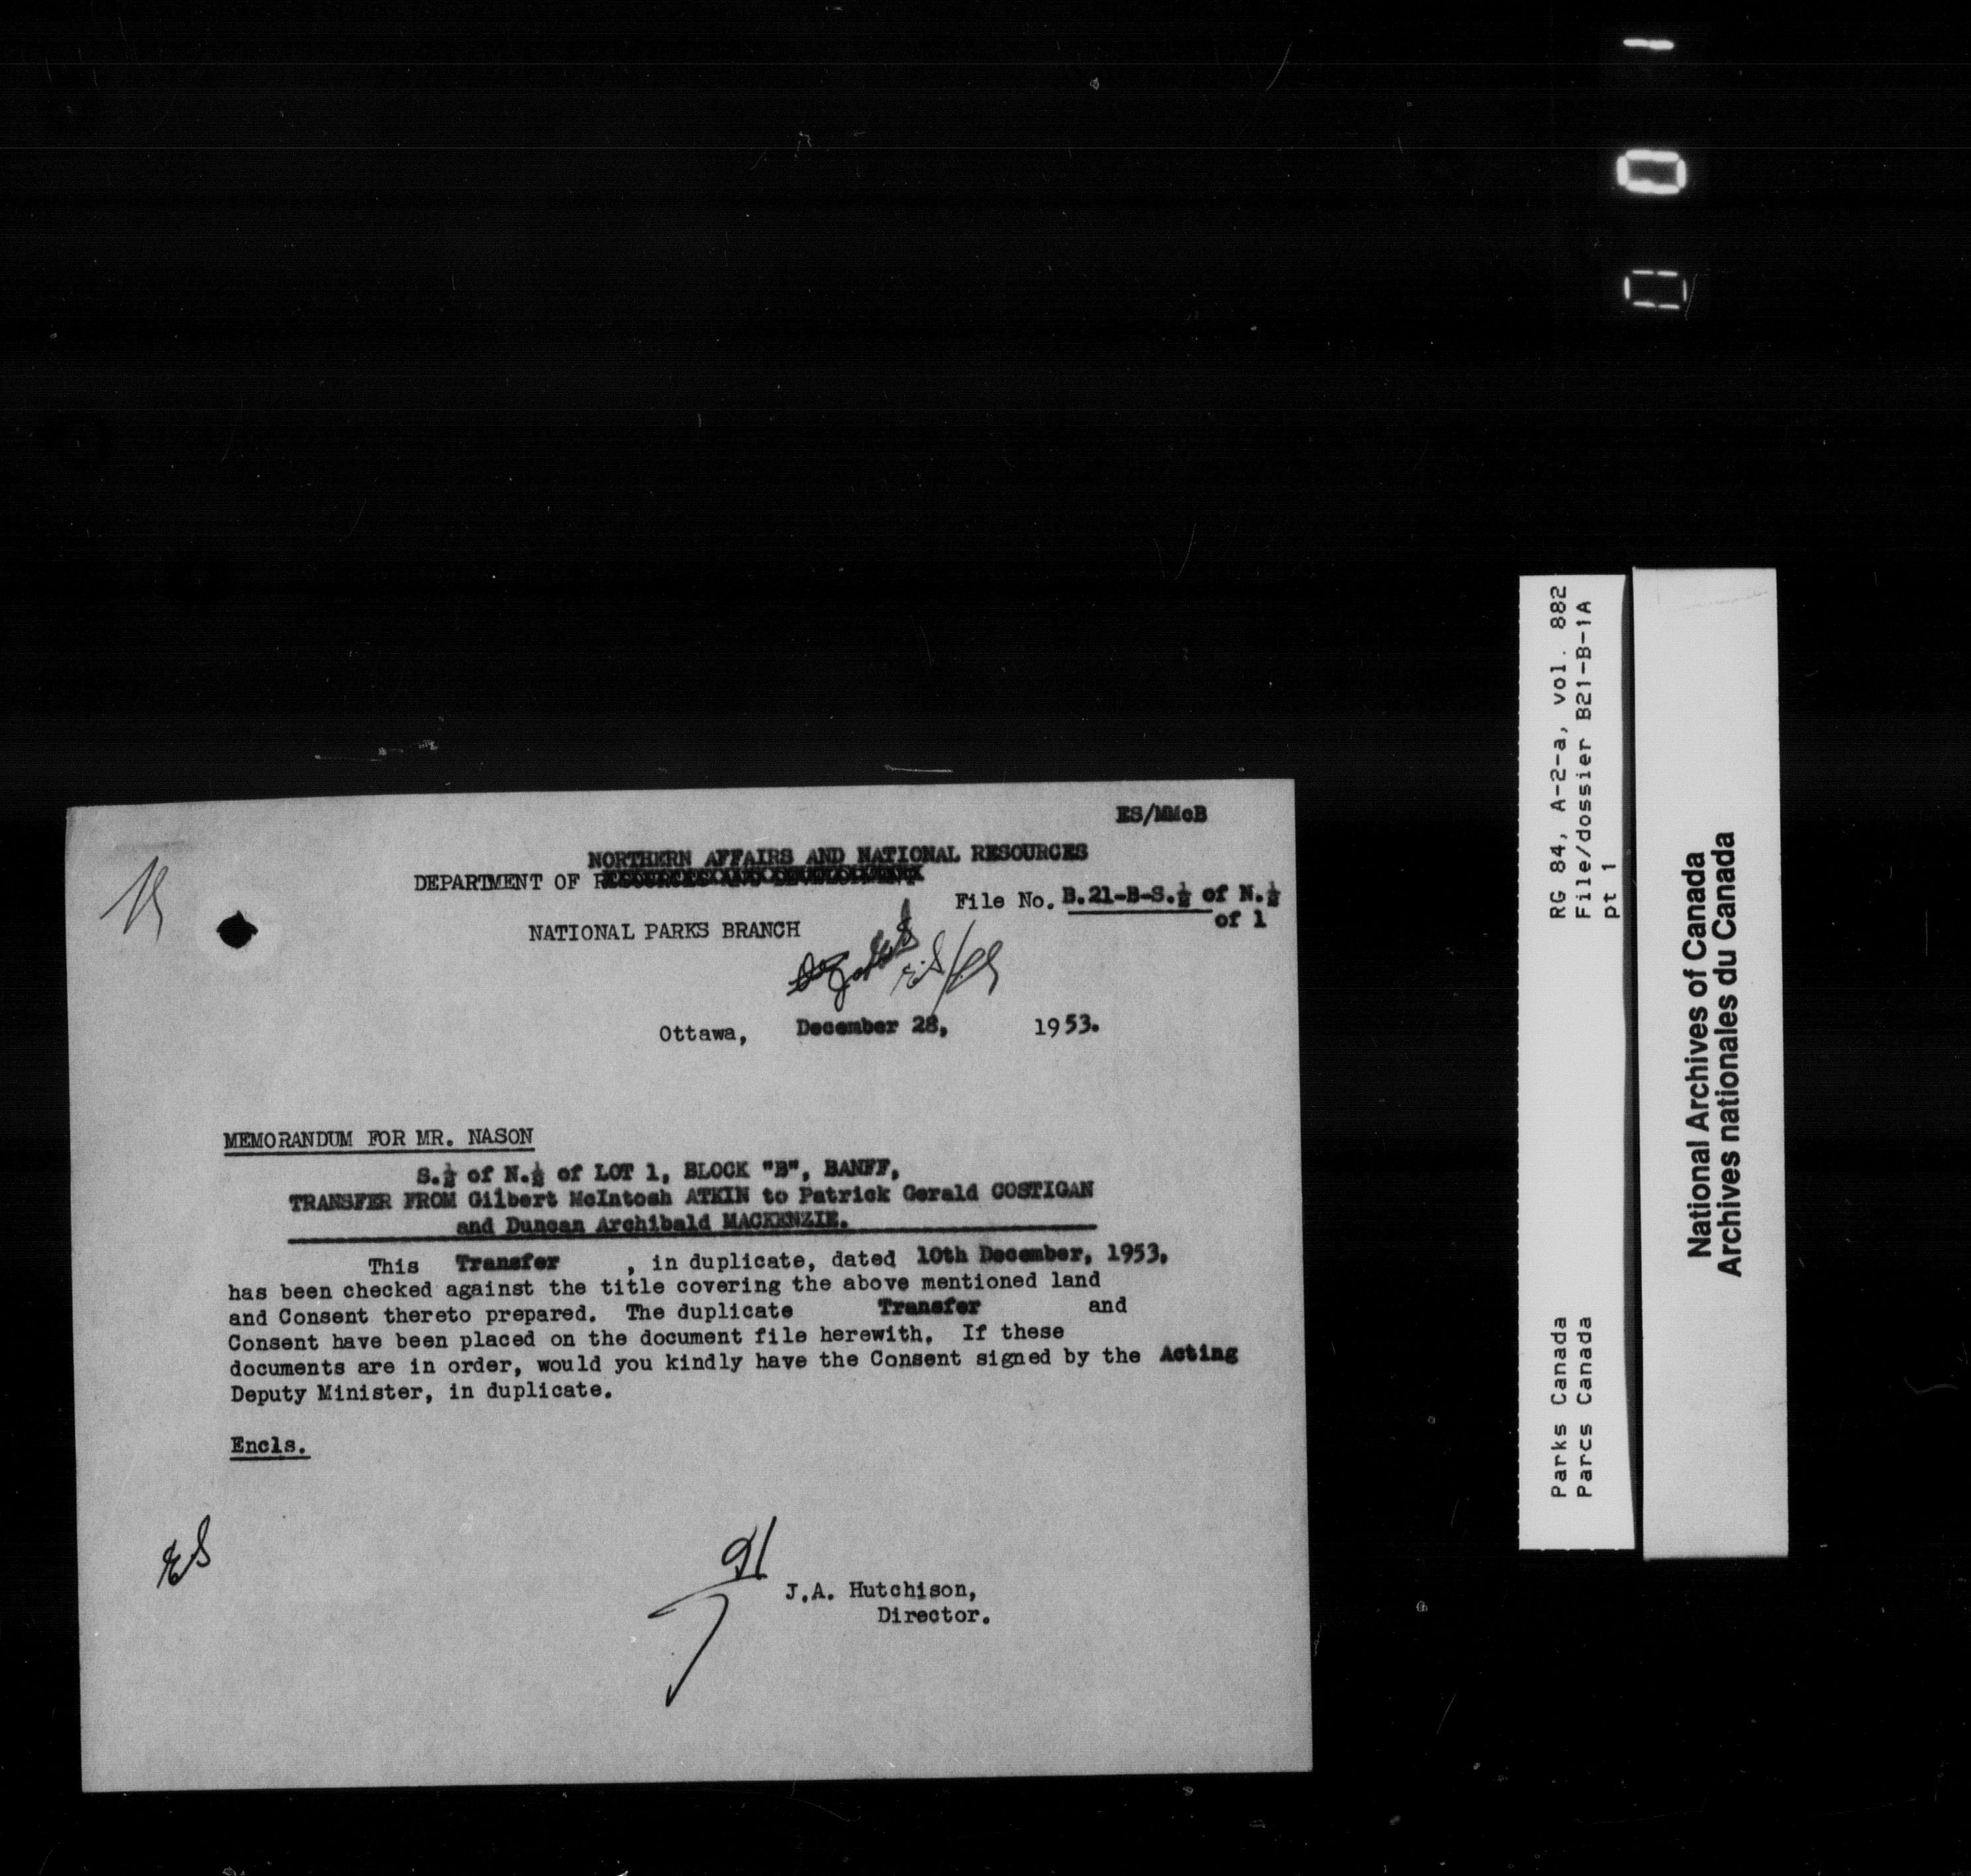 ES/MMcB
NORTHERN AFFAIRS AND NATIONAL RESOURCES
DEPARTMENT OF RESOURCES AND DEVELOPMENT
File No. B.21-B-S.½ of N.½
of 1
NATIONAL PARKS BRANCH
Ottawa, December 28, 1953.
MEMORANDUM FOR MR. NASON
S.½ of N.½ of LOT 1, BLOCK "B", BANFF,
TRANSFER FROM Gilbert McIntosh ATKIN to Patrick Gerald COSTIGAN
and Duncan Archibald MACKENZIE.
This Transfer , in duplicate, dated 10th December, 1953,
has been checked against the title covering the above mentioned land
and Consent thereto prepared. The duplicate Transfer and
Consent have been placed on the document file herewith. If these
documents are in order, would you kindly have the Consent signed by the Acting
Deputy Minister, in duplicate.
Encls.
ES
J.A. Hutchison,
Director.
RG 84, A-2-a, vol. 882
File/dossier B21-B-1A
pt 1
Parks Canada
Parcs Canada
National Archives of Canada
Archives nationales du Canada